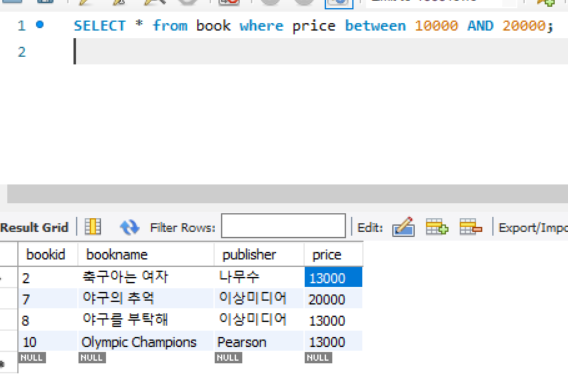 1 SELECT * from book where price between 10000 AND 20000;
2
Result Grid Filter Rows: Edit: Export/Impo
bookid bookname publisher price
2 축구아는 여자 나무수 13000
7 야구의 추억 이상미디어 20000
8 야구를 부탁해 이상미디어 13000
10 Olympic Champions Pearson 13000
NULL NULL NULL NULL